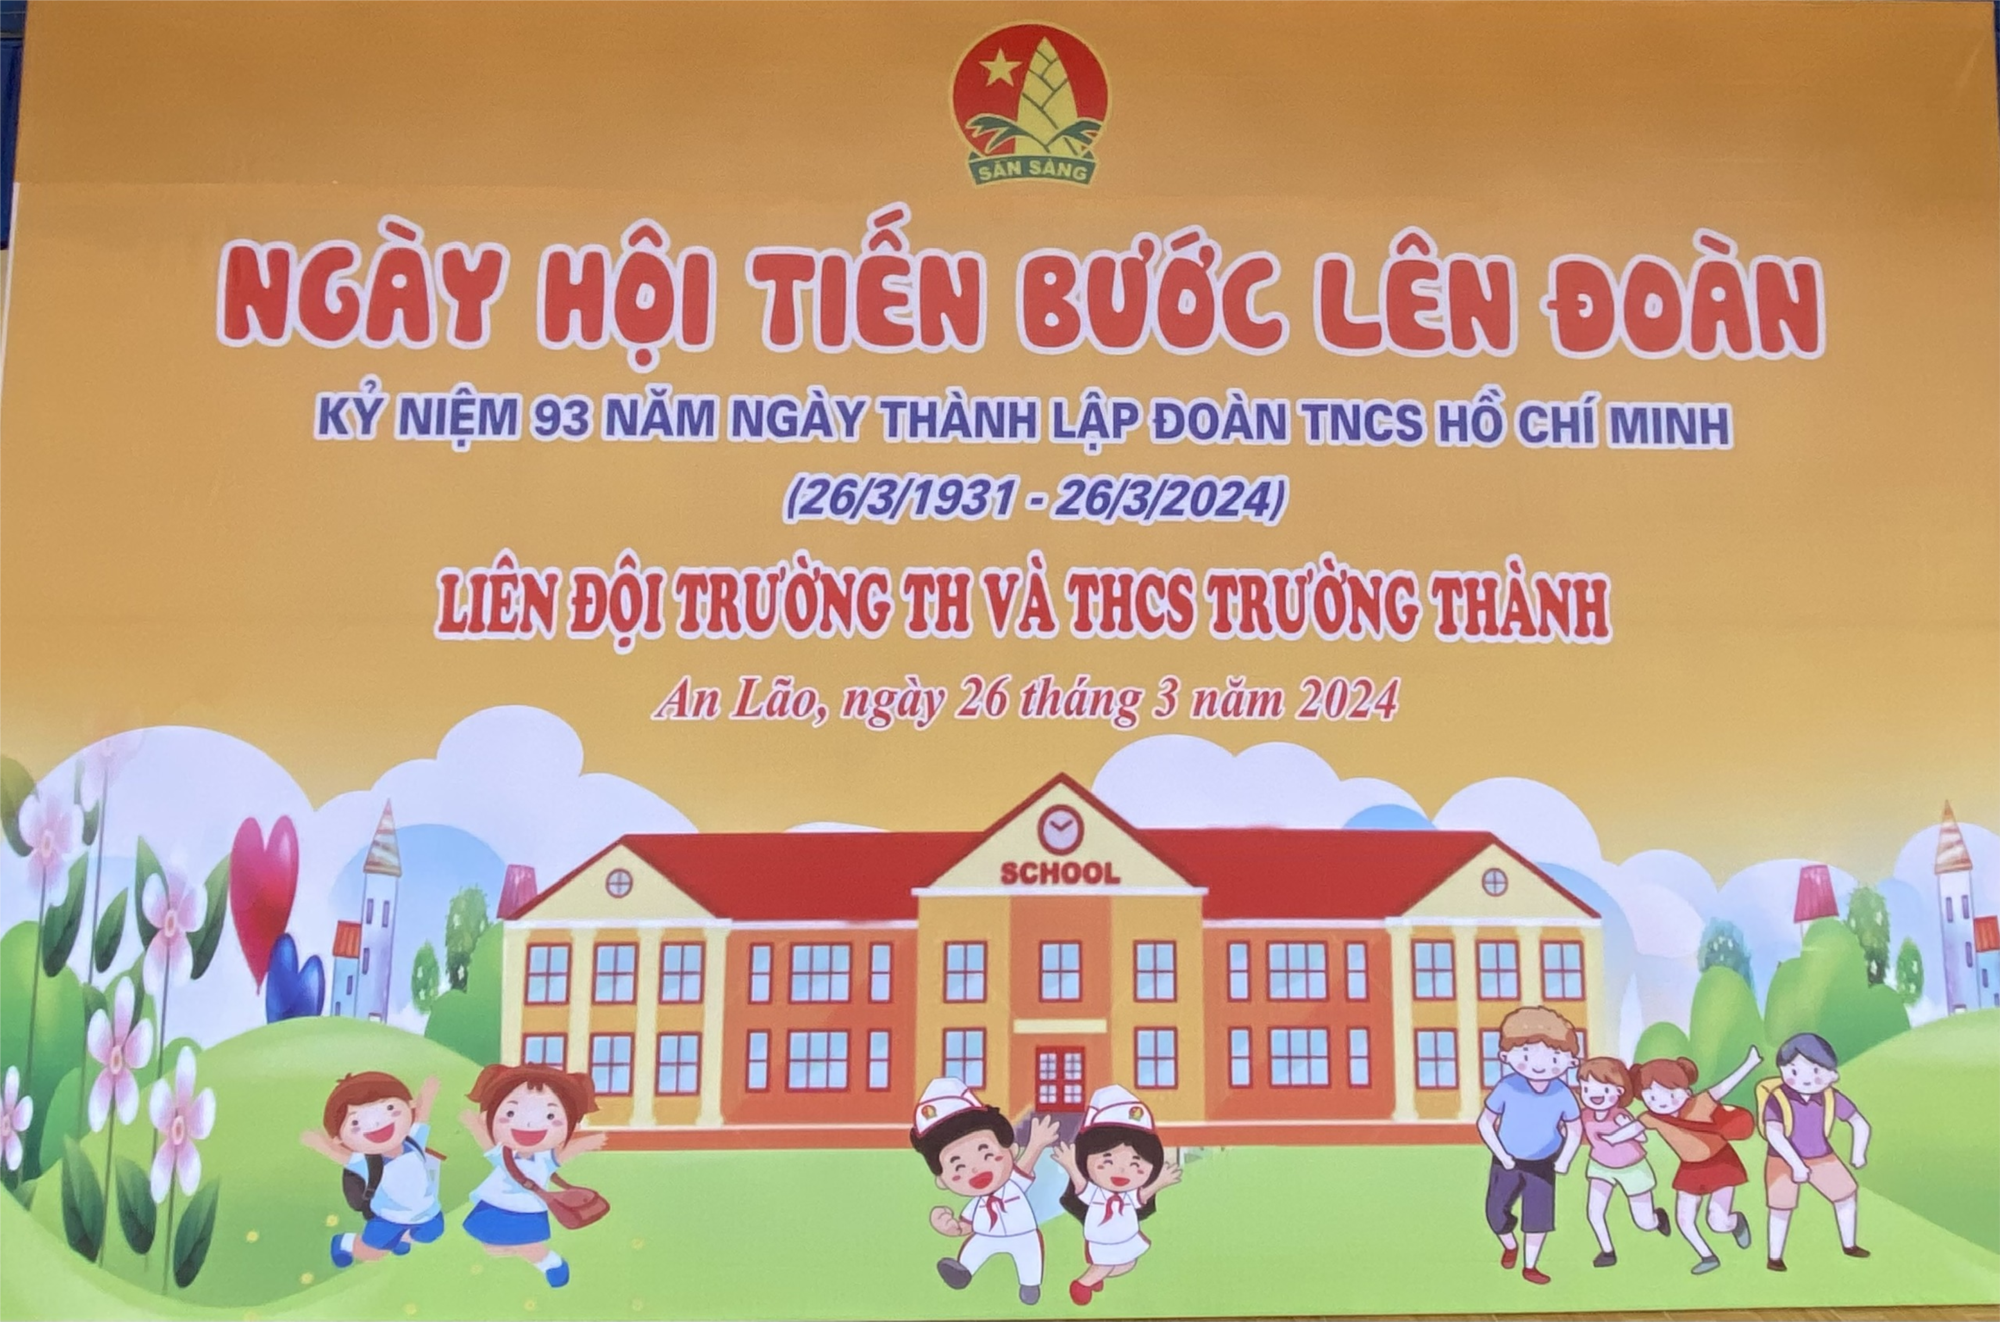 SẴN SÀNG
NGÀY HỘI TIẾN BƯỚC LÊN ĐOÀN
KỶ NIỆM 93 NĂM NGÀY THÀNH LẬP ĐOÀN TNCS HỒ CHÍ MINH
(26/3/1931 - 26/3/2024)
LIÊN ĐỘI TRƯỜNG TH VÀ THCS TRƯỜNG THÀNH
An Lão, ngày 26 tháng 3 năm 2024
SCHOOL